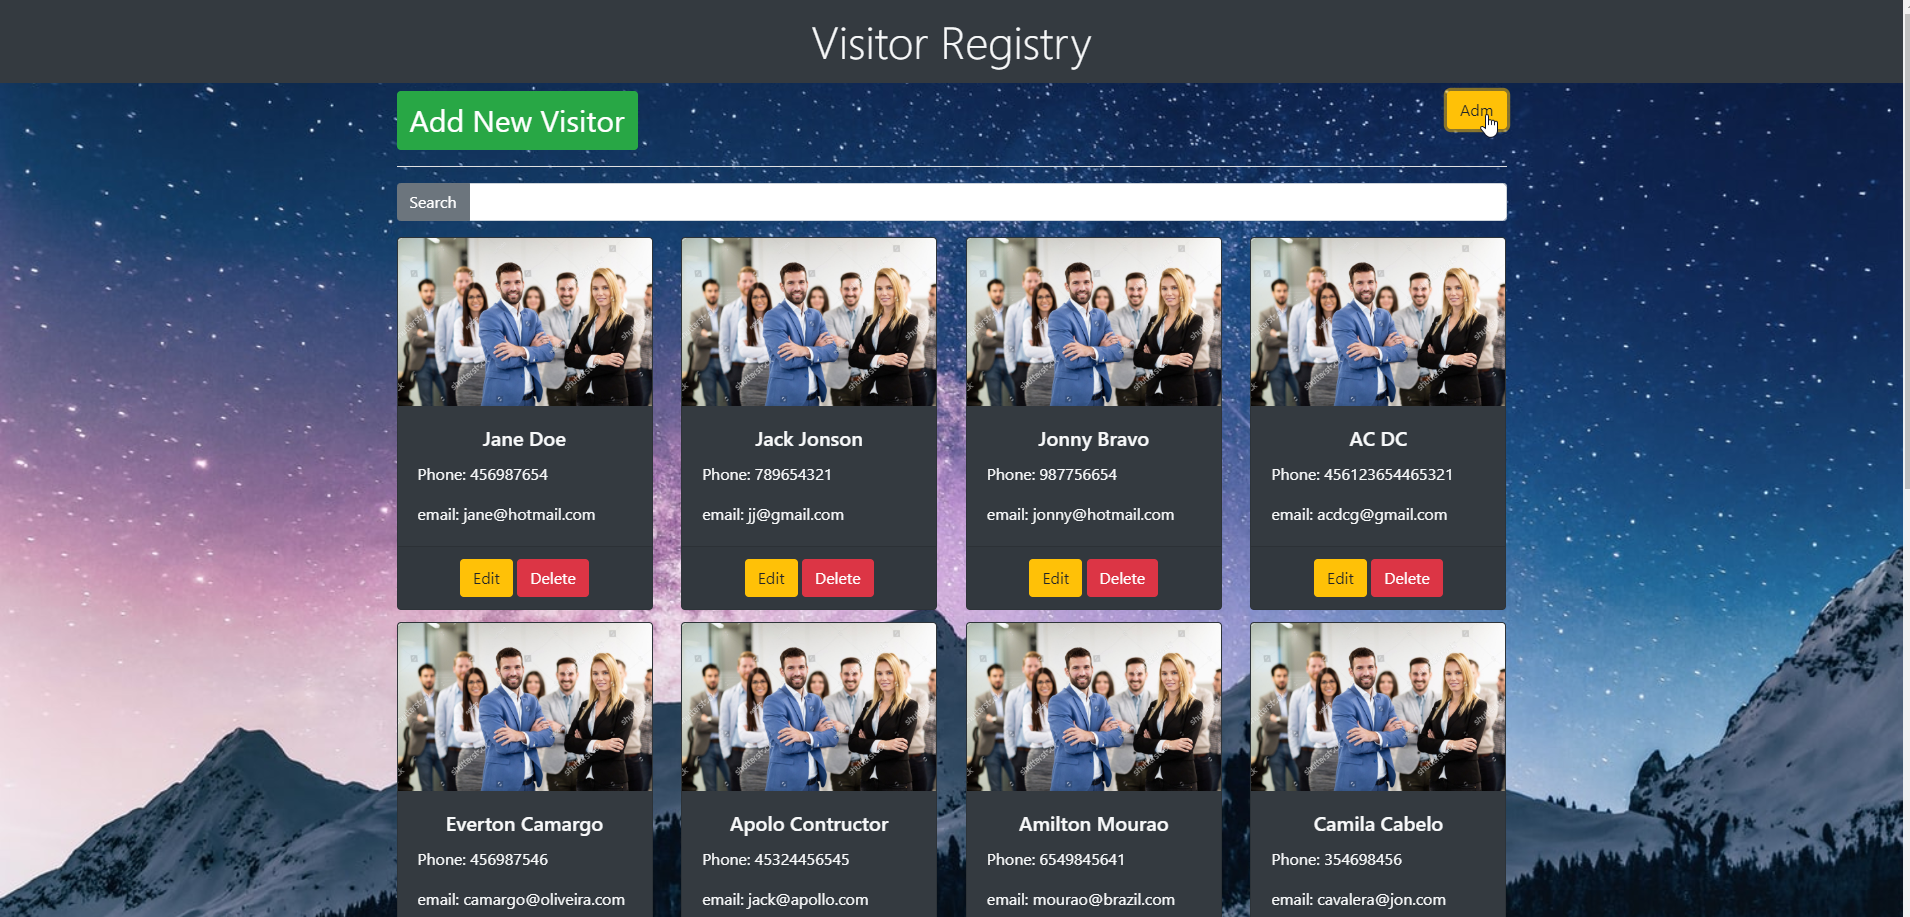 Visitor Registry
Add New Visitor
Adm
Search
Jane Doe
Phone: 456987654
email: jane@hotmail.com
Edit Delete
Jack Jonson
Phone: 789654321
email: jj@gmail.com
Edit Delete
Jonny Bravo
Phone: 987756654
email: jonny@hotmail.com
Edit Delete
AC DC
Phone: 456123654465321
email: acdcg@gmail.com
Edit Delete
Everton Camargo
Phone: 456987546
email: camargo@oliveira.com
Apolo Contructor
Phone: 45324456545
email: jack@apollo.com
Amilton Mourao
Phone: 6549845641
email: mourao@brazil.com
Camila Cabelo
Phone: 354698456
email: cavalera@jon.com